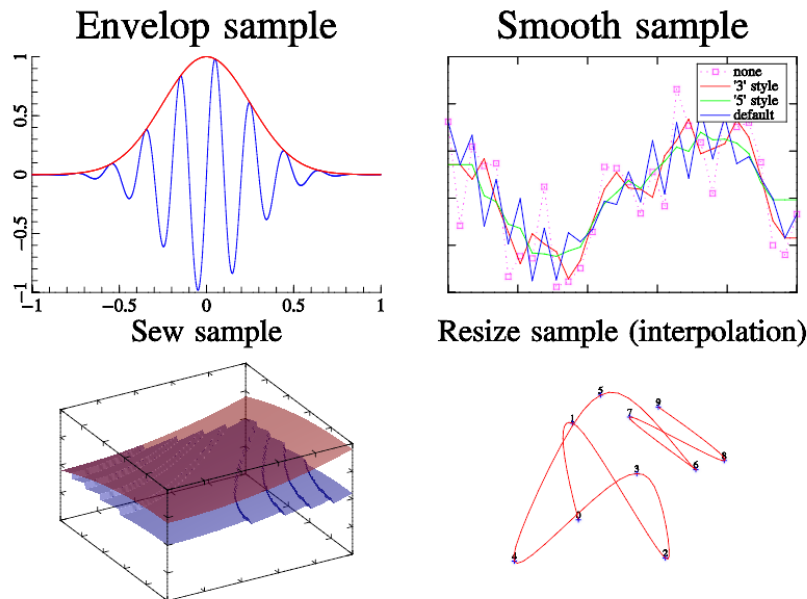 Envelop sample
Smooth sample
1
0.5
0
−0.5
−1
−1
−0.5
0
0.5
1
none
'3' style
'5' style
default
Sew sample
Resize sample (interpolation)
5
9
1
7
8
6
3
0
4
2